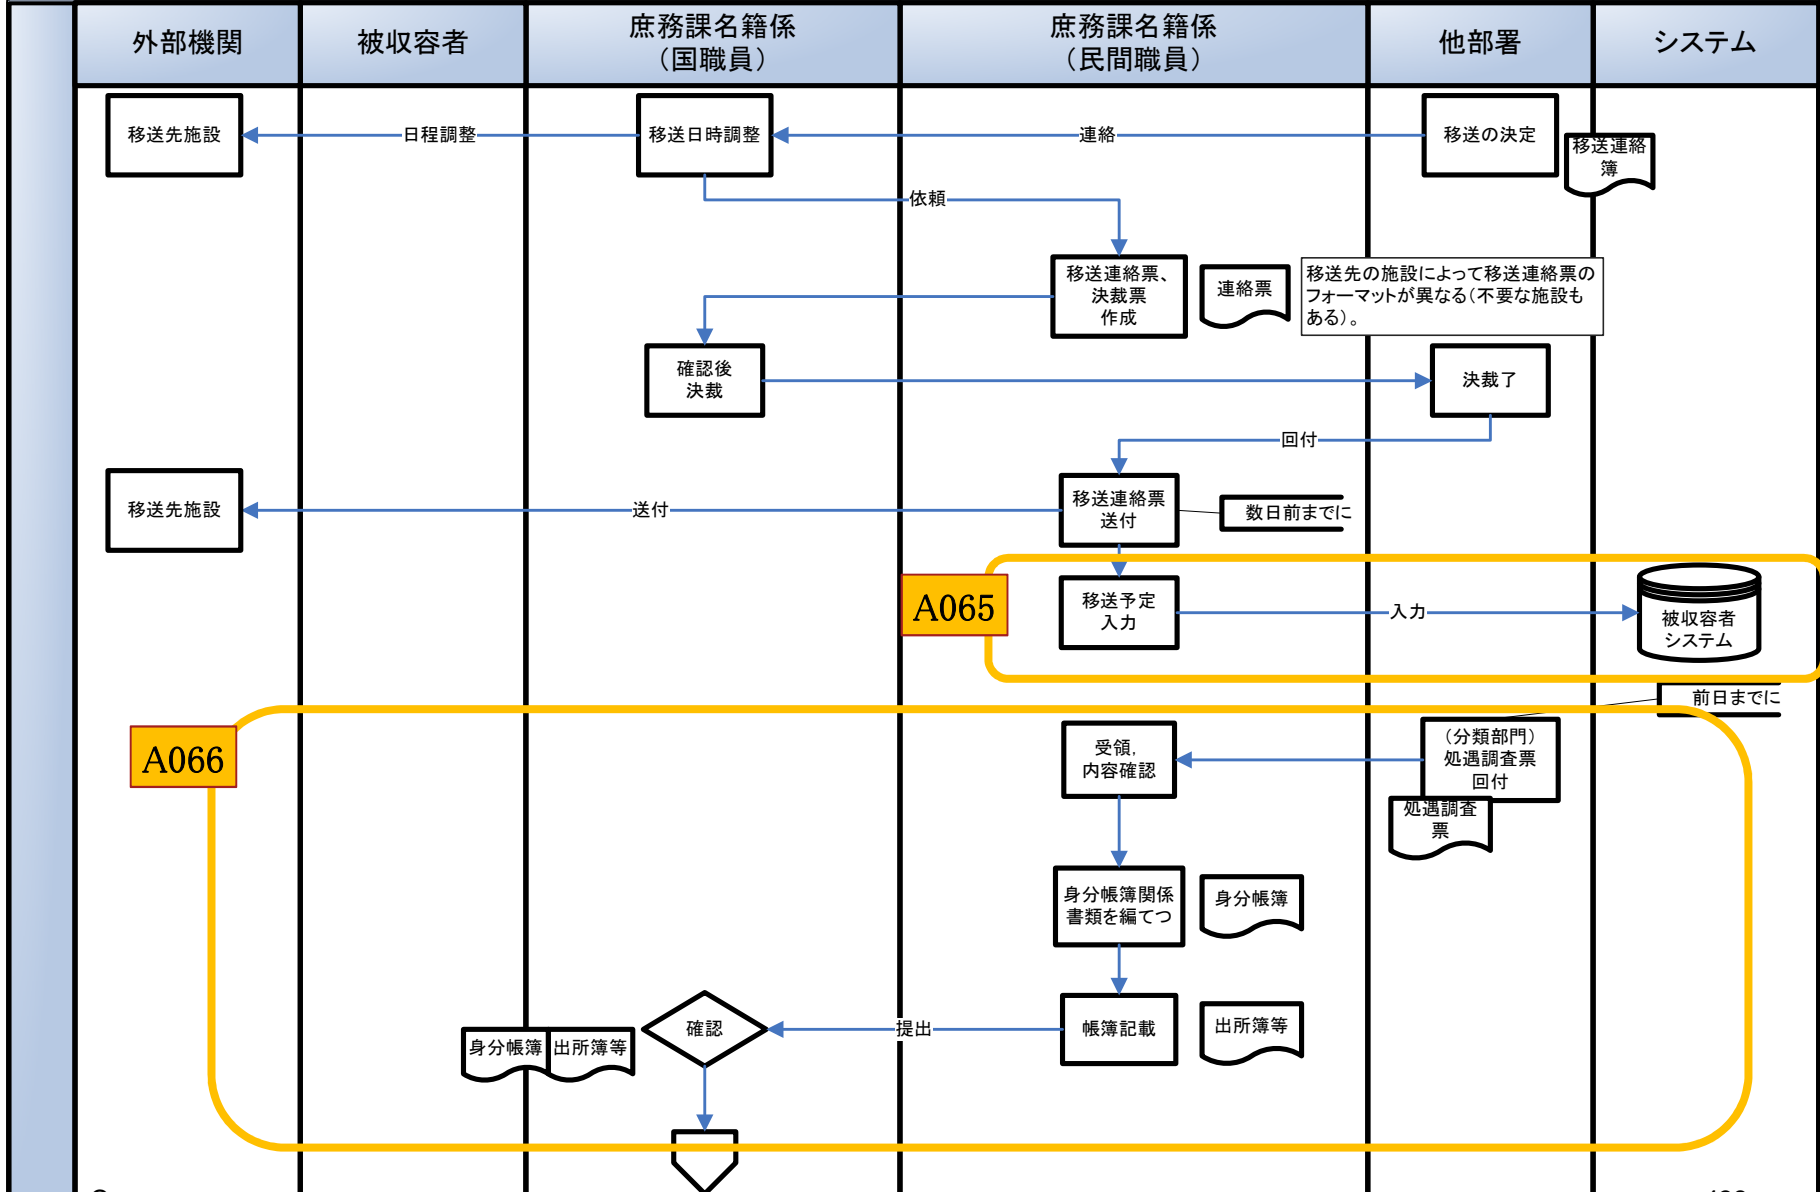 外部機関
被収容者
庶務課名籍係
（国職員）
庶務課名籍係
（民間職員）
他部署
システム
移送先施設
日程調整
移送日時調整
連絡
移送の決定
移送連絡
簿
依頼
移送連絡票、
決裁票
作成
連絡票
移送先の施設によって移送連絡票の
フォーマットが異なる（不要な施設も
ある）。
確認後
決裁
決裁了
回付
移送先施設
送付
移送連絡票
送付
数日前までに
A065
移送予定
入力
入力
被収容者
システム
前日までに
A066
受領，
内容確認
（分類部門）
処遇調査票
回付
処遇調査
票
身分帳簿関係
書類を編てつ
身分帳簿
身分帳簿
出所簿等
確認
提出
帳簿記載
出所簿等